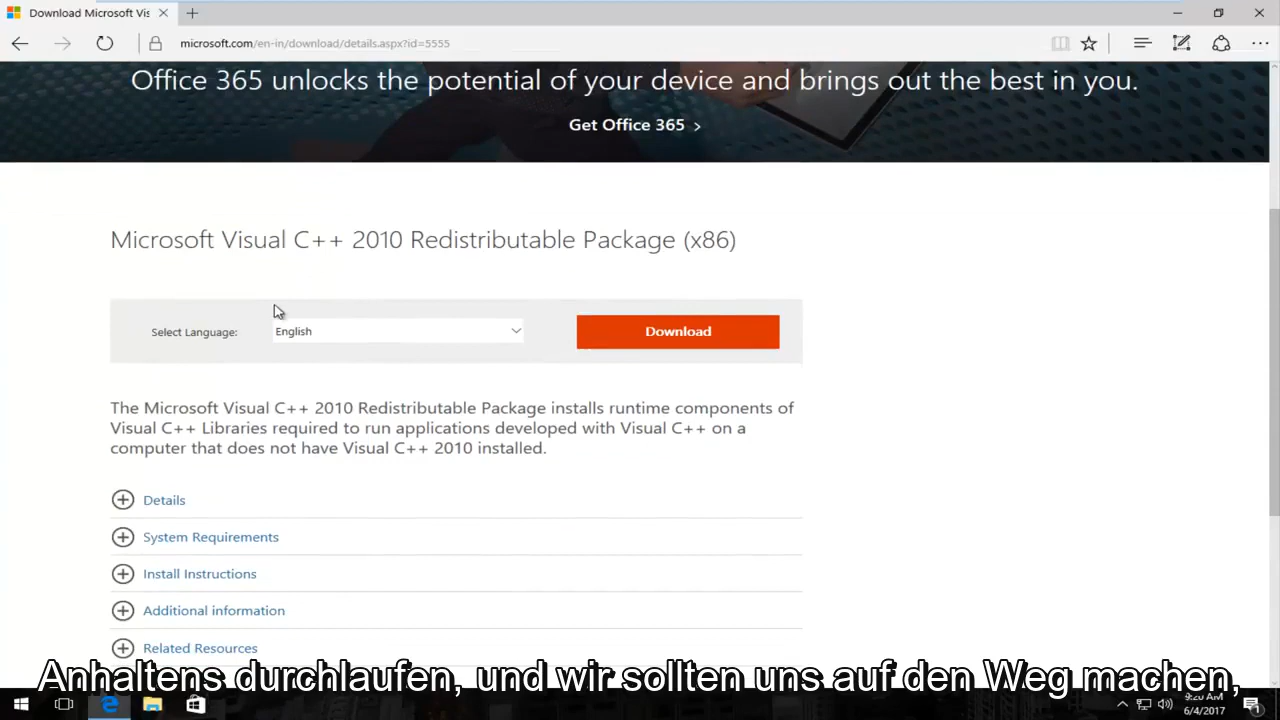 Download Microsoft Vis
microsoft.com/en-in/download/details.aspx?id=5555
Office 365 unlocks the potential of your device and brings out the best in you.
Get Office 365 >
Microsoft Visual C++ 2010 Redistributable Package (x86)
Select Language:
English
Download
The Microsoft Visual C++ 2010 Redistributable Package installs runtime components of
Visual C++ Libraries required to run applications developed with Visual C++ on a
computer that does not have Visual C++ 2010 installed.
Details
System Requirements
Install Instructions
Additional information
Related Resources
Anhaltens durchlaufen, und wir sollten uns auf den Weg machen,
6/4/2017